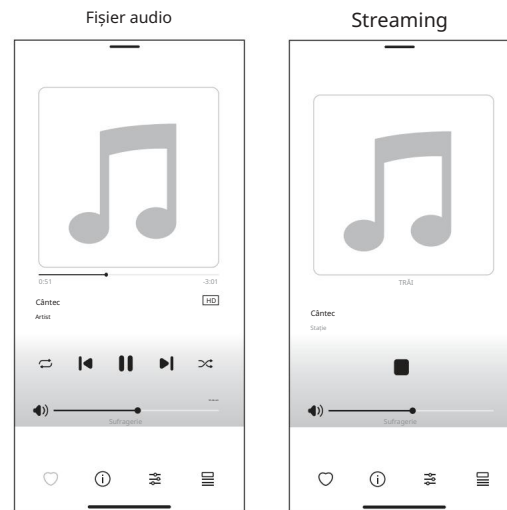 Fișier audio
0:51 -3:01
Cântec HD
Artist
Sufragerie
Streaming
TRĂI
Cântec
Stație
Sufragerie